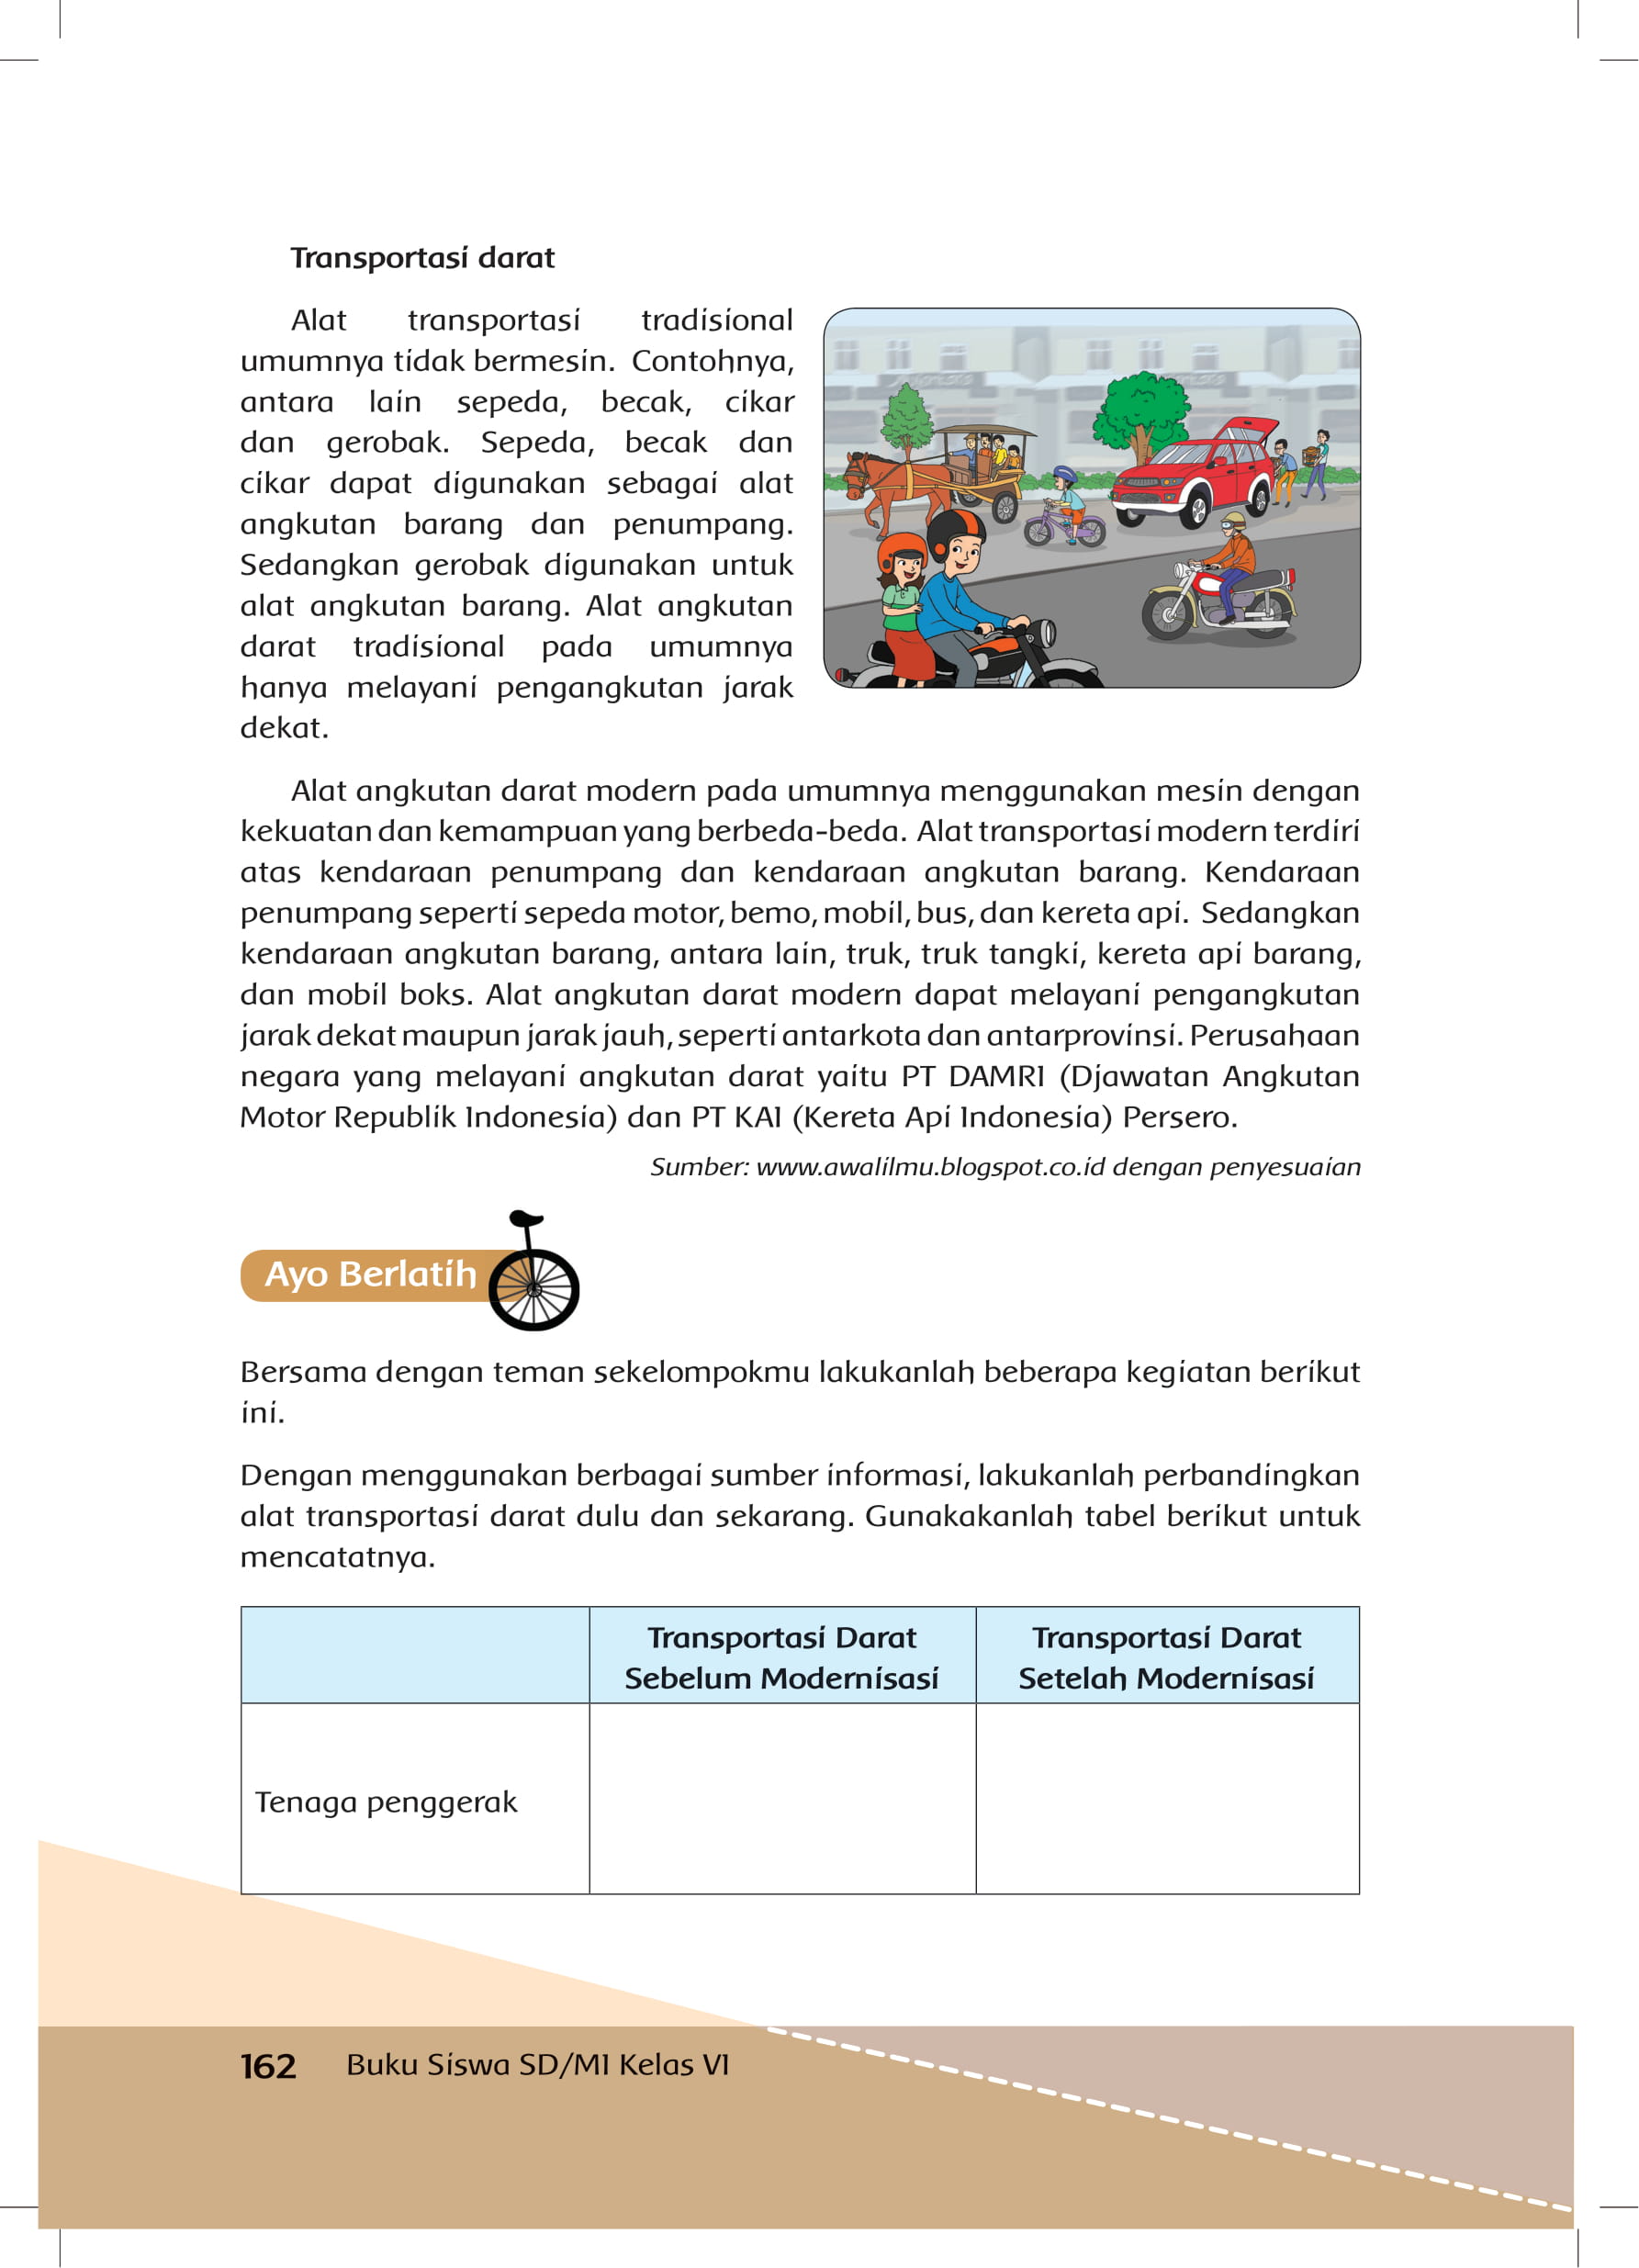 Transportasi darat
Alat transportasi tradisional
umumnya tidak bermesin. Contohnya,
antara lain sepeda, becak, cikar
dan gerobak. Sepeda, becak dan
cikar dapat digunakan sebagai alat
angkutan barang dan penumpang.
Sedangkan gerobak digunakan untuk
alat angkutan barang. Alat angkutan
darat tradisional pada umumnya
hanya melayani pengangkutan jarak
dekat.
Alat angkutan darat modern pada umumnya menggunakan mesin dengan
kekuatan dan kemampuan yang berbeda-beda. Alat transportasi modern terdiri
atas kendaraan penumpang dan kendaraan angkutan barang. Kendaraan
penumpang seperti sepeda motor, bemo, mobil, bus, dan kereta api. Sedangkan
kendaraan angkutan barang, antara lain, truk, truk tangki, kereta api barang,
dan mobil boks. Alat angkutan darat modern dapat melayani pengangkutan
jarak dekat maupun jarak jauh, seperti antarkota dan antarprovinsi. Perusahaan
negara yang melayani angkutan darat yaitu PT DAMRI (Djawatan Angkutan
Motor Republik Indonesia) dan PT KAI (Kereta Api Indonesia) Persero.
Sumber: www.awalilmu.blogspot.co.id dengan penyesuaian
Ayo Berlatih
Bersama dengan teman sekelompokmu lakukanlah beberapa kegiatan berikut
ini.
Dengan menggunakan berbagai sumber informasi, lakukanlah perbandingkan
alat transportasi darat dulu dan sekarang. Gunakakanlah tabel berikut untuk
mencatatnya.
Transportasi Darat
Sebelum Modernisasi
Transportasi Darat
Setelah Modernisasi
Tenaga penggerak
162 Buku Siswa SD/MI Kelas VI